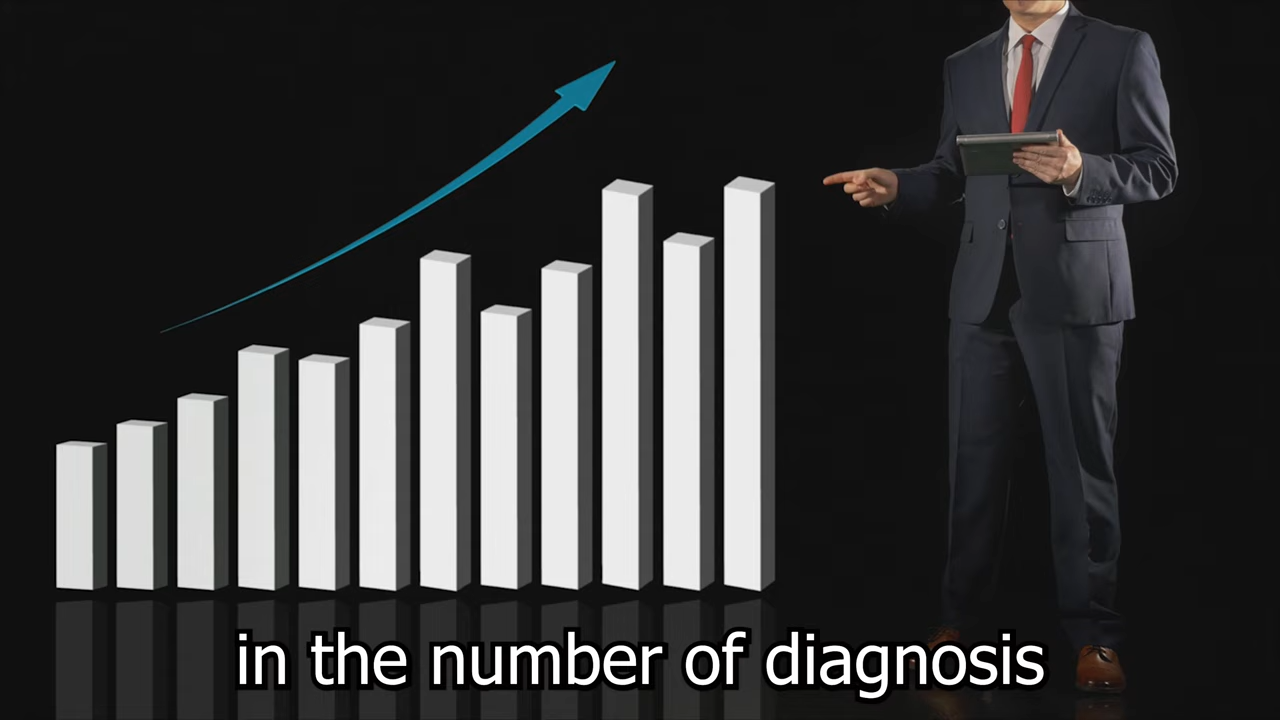 in the number of diagnosis